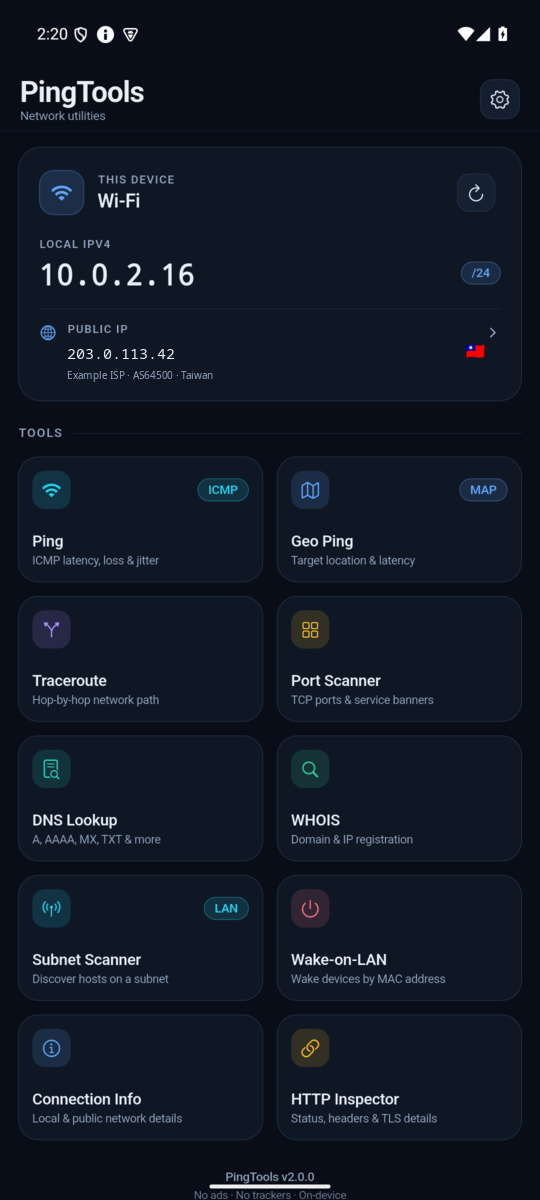 2:20
PingTools
Network utilities
THIS DEVICE
Wi-Fi
LOCAL IPV4
10.0.2.16
/24
PUBLIC IP
203.0.113.42
Example ISP · AS64500 · Taiwan
TOOLS
ICMP
Ping
ICMP latency, loss & jitter
MAP
Geo Ping
Target location & latency
Traceroute
Hop-by-hop network path
Port Scanner
TCP ports & service banners
DNS Lookup
A, AAAA, MX, TXT & more
WHOIS
Domain & IP registration
LAN
Subnet Scanner
Discover hosts on a subnet
Wake-on-LAN
Wake devices by MAC address
Connection Info
Local & public network details
HTTP Inspector
Status, headers & TLS details
PingTools v2.0.0
No ads · No trackers · On-device